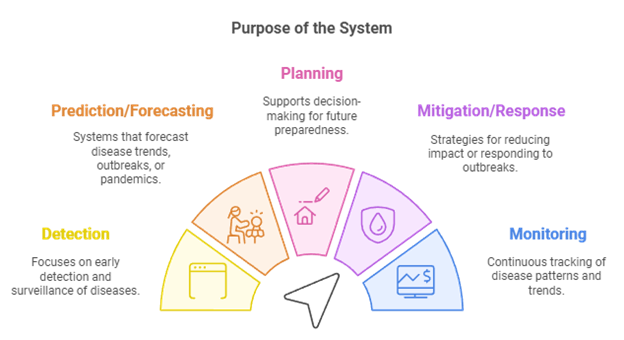 Purpose of the System
Planning
Supports decision-
making for future
preparedness.
Prediction/Forecasting
Systems that forecast
disease trends,
outbreaks, or
pandemics.
Mitigation/Response
Strategies for reducing
impact or responding to
outbreaks.
Detection
Focuses on early
detection and
surveillance of diseases.
Monitoring
Continuous tracking of
disease patterns and
trends.
$